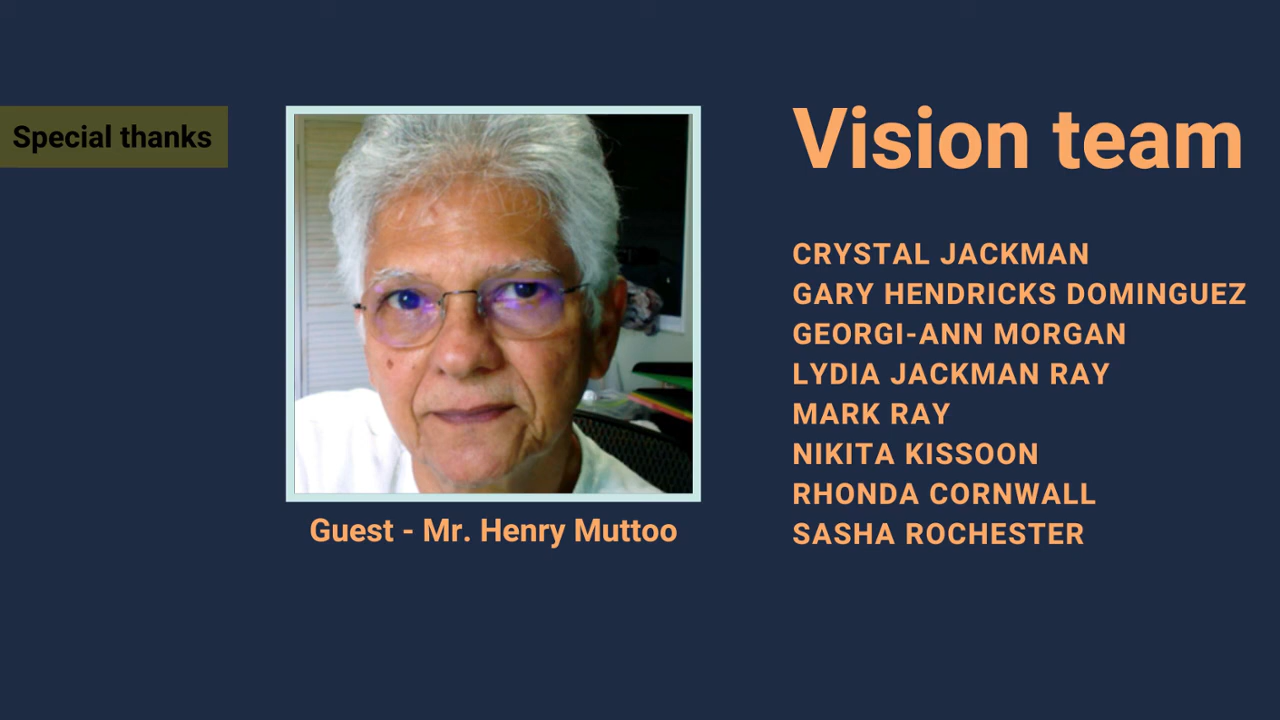 Special thanks
Guest - Mr. Henry Muttoo
Vision team
CRYSTAL JACKMAN
GARY HENDRICKS DOMINGUEZ
GEORGI-ANN MORGAN
LYDIA JACKMAN RAY
MARK RAY
NIKITA KISSOON
RHONDA CORNWALL
SASHA ROCHESTER